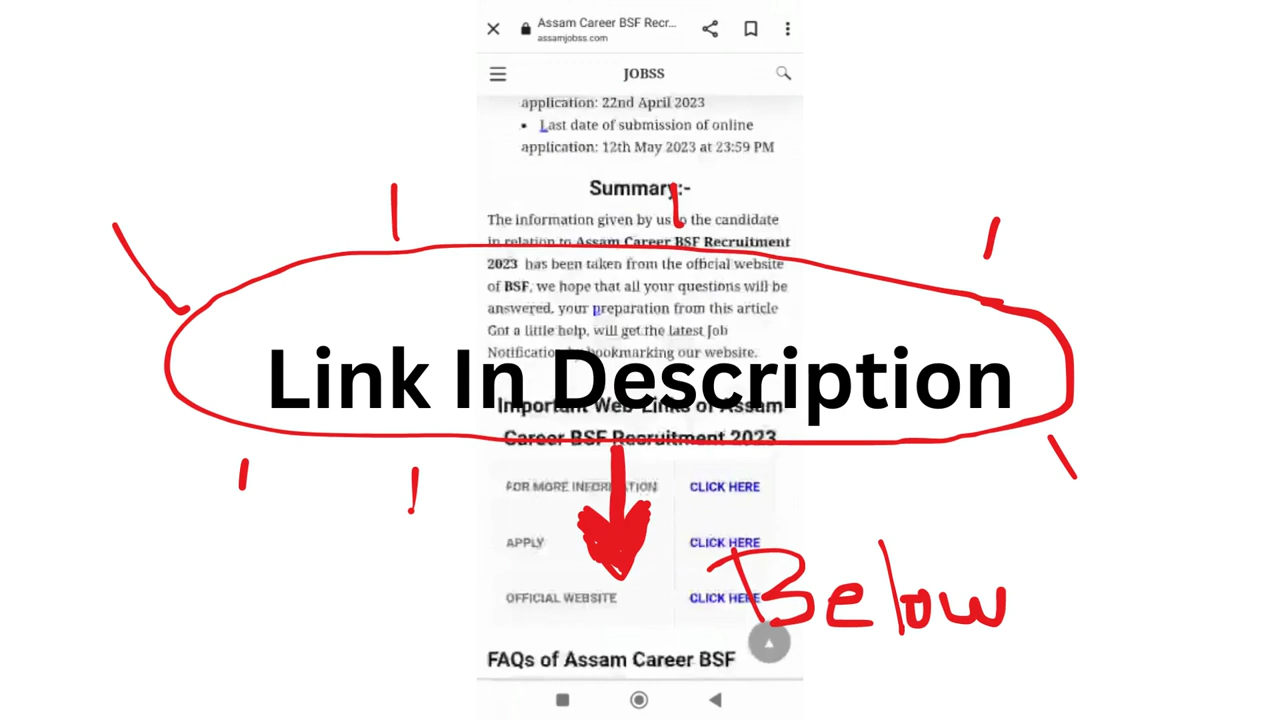 Assam Career BSF Recr...
assamjobss.com
JOBSS
application: 22nd April 2023
• Last date of submission of online
application: 12th May 2023 at 23:59 PM
Summary:-
The information given by us to the candidate
in relation to Assam Career BSF Recruitment
2023 has been taken from the official website
of BSF, we hope that all your questions will be
answered, your preparation from this article
Got a little help, will get the latest Job
Notification by bookmarking our website.
Link In Description
Important Web-Links of Assam
Career BSF Recruitment 2023
FOR MORE INFORMATION CLICK HERE
APPLY CLICK HERE
OFFICIAL WEBSITE CLICK HERE
Below
FAQs of Assam Career BSF